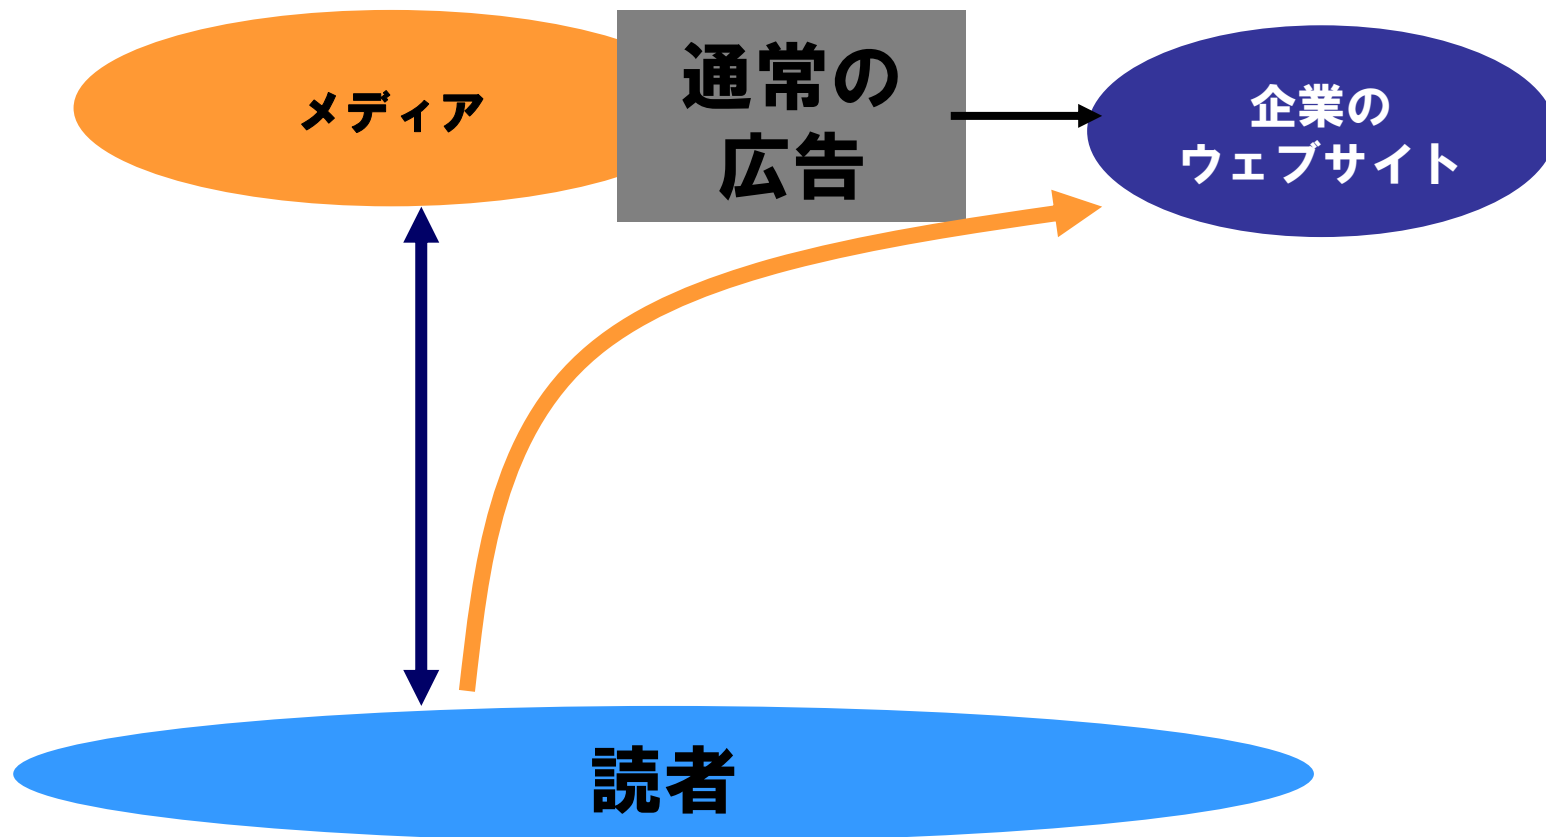 メディア
通常の
広告
企業の
ウェブサイト
読者